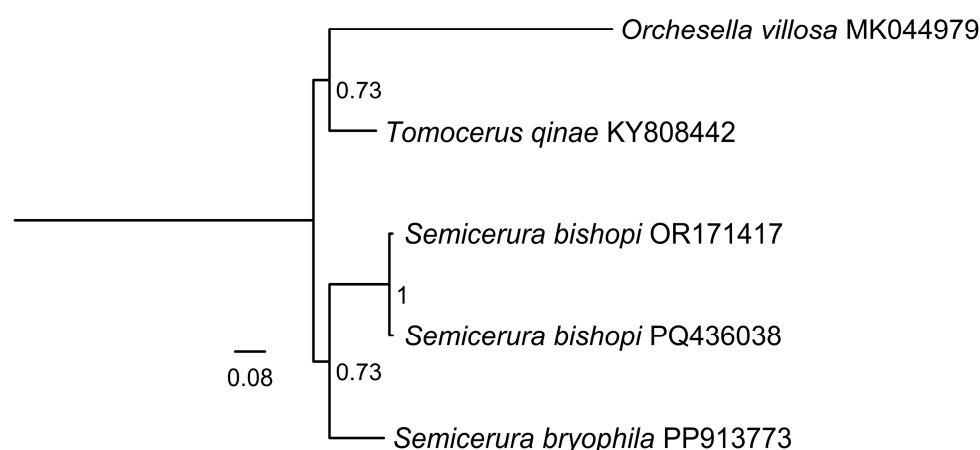 Orchesella villosa MK044979
0.73
Tomocerus qinae KY808442
Semicerura bishopi OR171417
1
Semicerura bishopi PQ436038
0.73
0.08
Semicerura bryophila PP913773